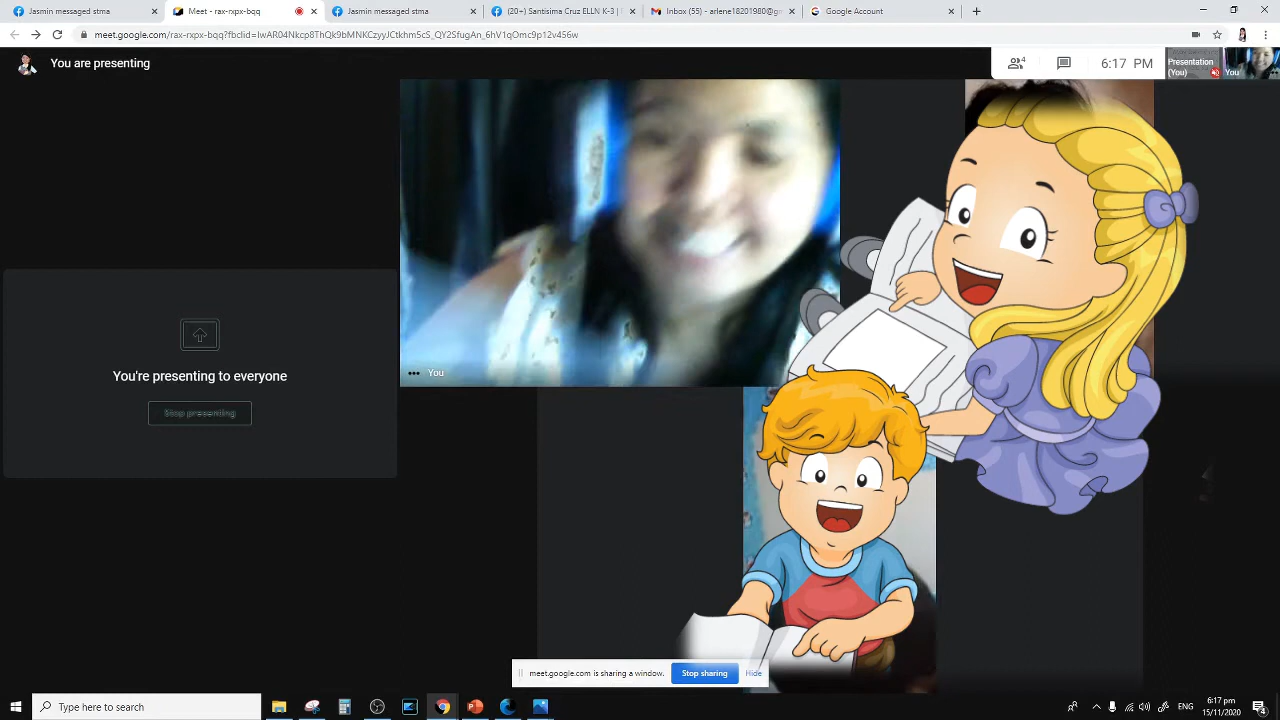 Jasmin messaged stma
Meet - rax-rxpx-bqq
Jasmin messaged stma
(20+) Santisima Cruz ELLN K-3 |
Inbox (55) - arlene18201980@g
Google Account
meet.google.com/rax-rxpx-bqq?fbclid=IwAR04Nkcp8ThQk9bMNKCzyyJCtkhm5cS_QY2SfugAn_6hV1qOmc9p12v456w
You are presenting
4
6:17 PM
Presentation
(You)
You
You
You're presenting to everyone
Stop presenting
meet.google.com is sharing a window.
Stop sharing
Hide
Type here to search
ENG
6:17 pm
15/11/2020